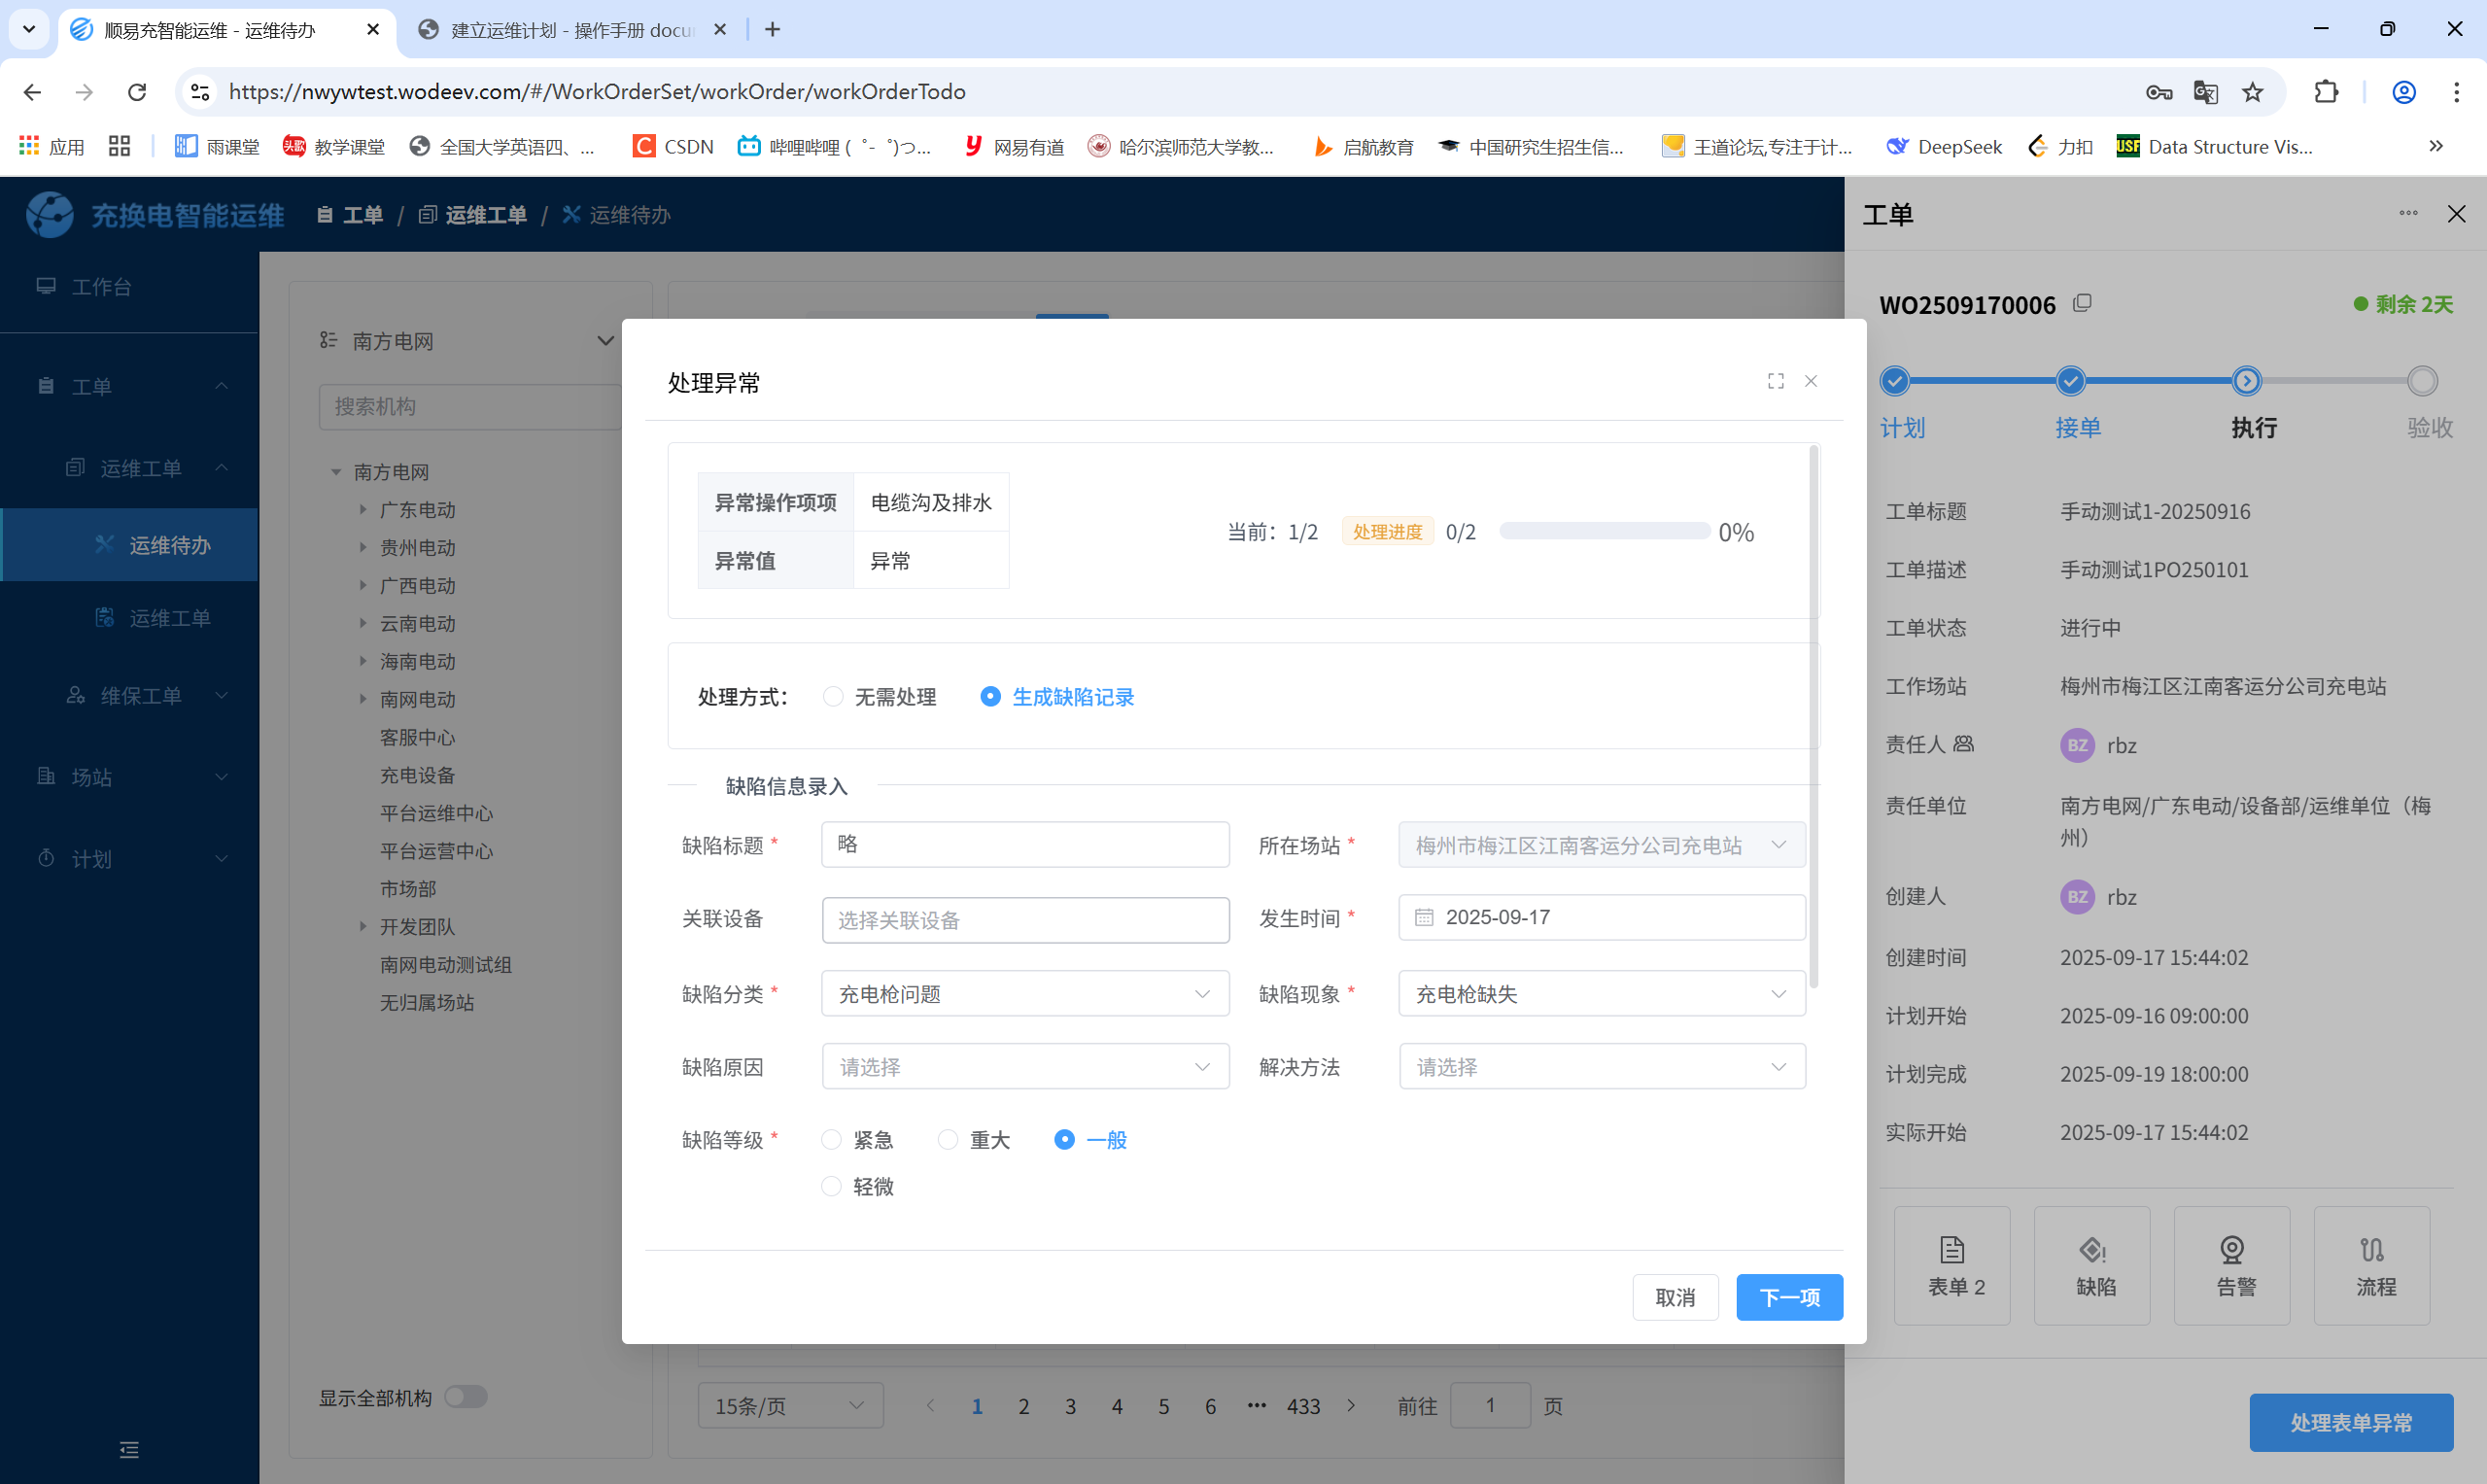 顺易充智能运维 - 运维待办
建立运维计划 - 操作手册 docu
https://nwywtest.wodeev.com/#/WorkOrderSet/workOrder/workOrderTodo
应用
雨课堂
教学课堂
全国大学英语四、...
CSDN
哔哩哔哩 ( ゜- ゜)つ...
网易有道
哈尔滨师范大学教...
启航教育
中国研究生招生信...
王道论坛,专注于计...
DeepSeek
力扣
Data Structure Vis...
充换电智能运维
工单 / 运维工单 / 运维待办
工作台
工单
运维工单
运维待办
运维工单
维保工单
场站
计划
南方电网
搜索机构
南方电网
广东电动
贵州电动
广西电动
云南电动
海南电动
南网电动
客服中心
充电设备
平台运维中心
平台运营中心
市场部
开发团队
南网电动测试组
无归属场站
显示全部机构
处理异常
异常操作项项 电缆沟及排水
异常值 异常
当前：1/2 处理进度 0/2 0%
处理方式： 无需处理 生成缺陷记录
缺陷信息录入
缺陷标题 * 略
所在场站 * 梅州市梅江区江南客运分公司充电站
关联设备 选择关联设备
发生时间 * 2025-09-17
缺陷分类 * 充电枪问题
缺陷现象 * 充电枪缺失
缺陷原因 请选择
解决方法 请选择
缺陷等级 * 紧急 重大 一般
轻微
取消 下一项
15条/页 1 2 3 4 5 6 ••• 433 前往 1 页
工单
WO2509170006 剩余 2天
计划 接单 执行 验收
工单标题 手动测试1-20250916
工单描述 手动测试1PO250101
工单状态 进行中
工作场站 梅州市梅江区江南客运分公司充电站
责任人 BZ rbz
责任单位 南方电网/广东电动/设备部/运维单位（梅
州）
创建人 BZ rbz
创建时间 2025-09-17 15:44:02
计划开始 2025-09-16 09:00:00
计划完成 2025-09-19 18:00:00
实际开始 2025-09-17 15:44:02
表单 2 缺陷 告警 流程
处理表单异常